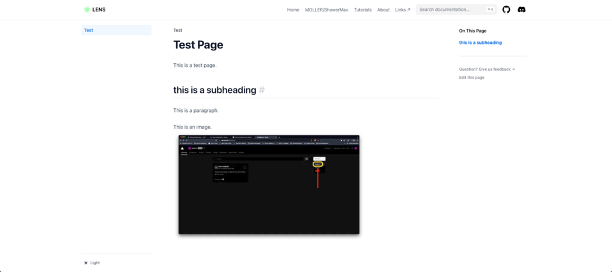 LENS
Home
MOLLER/ShowerMax
Tutorials
About
Links ↗
Search documentation...
Test
Test
Test Page
This is a test page.
this is a subheading #
This is a paragraph.
This is an image.
On This Page
this is a subheading
Question? Give us feedback →
Edit this page
Light